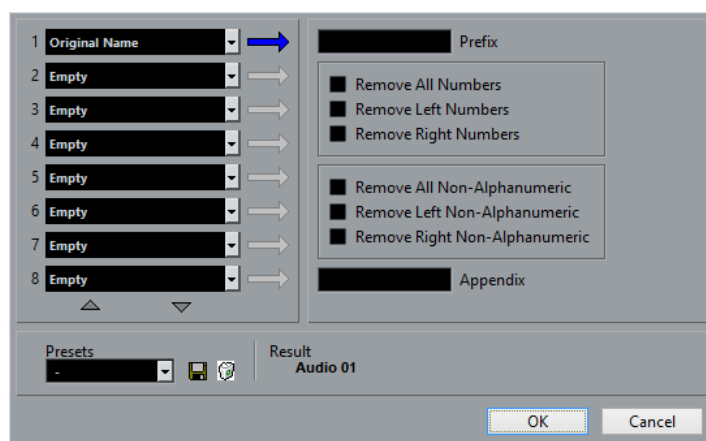 1 Original Name
2 Empty
3 Empty
4 Empty
5 Empty
6 Empty
7 Empty
8 Empty
Prefix
Remove All Numbers
Remove Left Numbers
Remove Right Numbers
Remove All Non-Alphanumeric
Remove Left Non-Alphanumeric
Remove Right Non-Alphanumeric
Appendix
Presets
-
Result
Audio 01
OK
Cancel